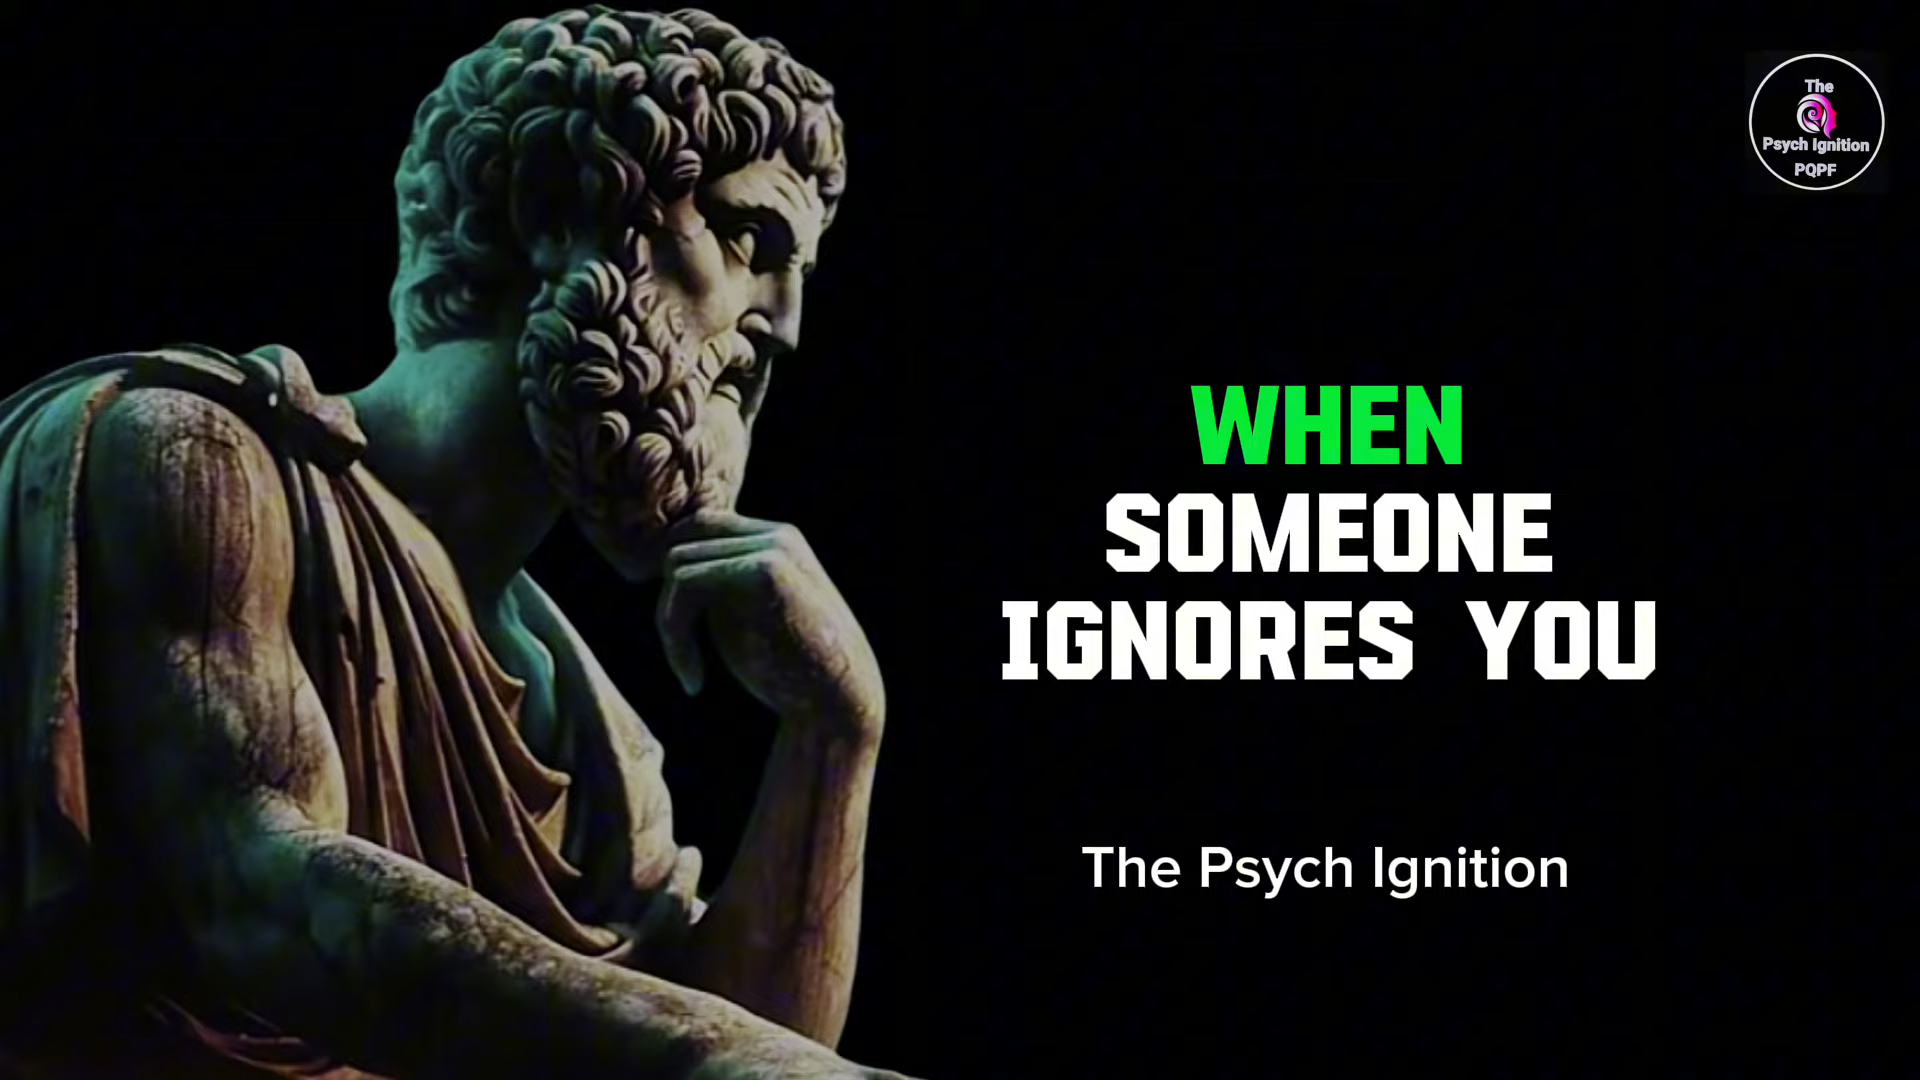 The
Psych Ignition
PQPF
WHEN
SOMEONE
IGNORES YOU
The Psych Ignition